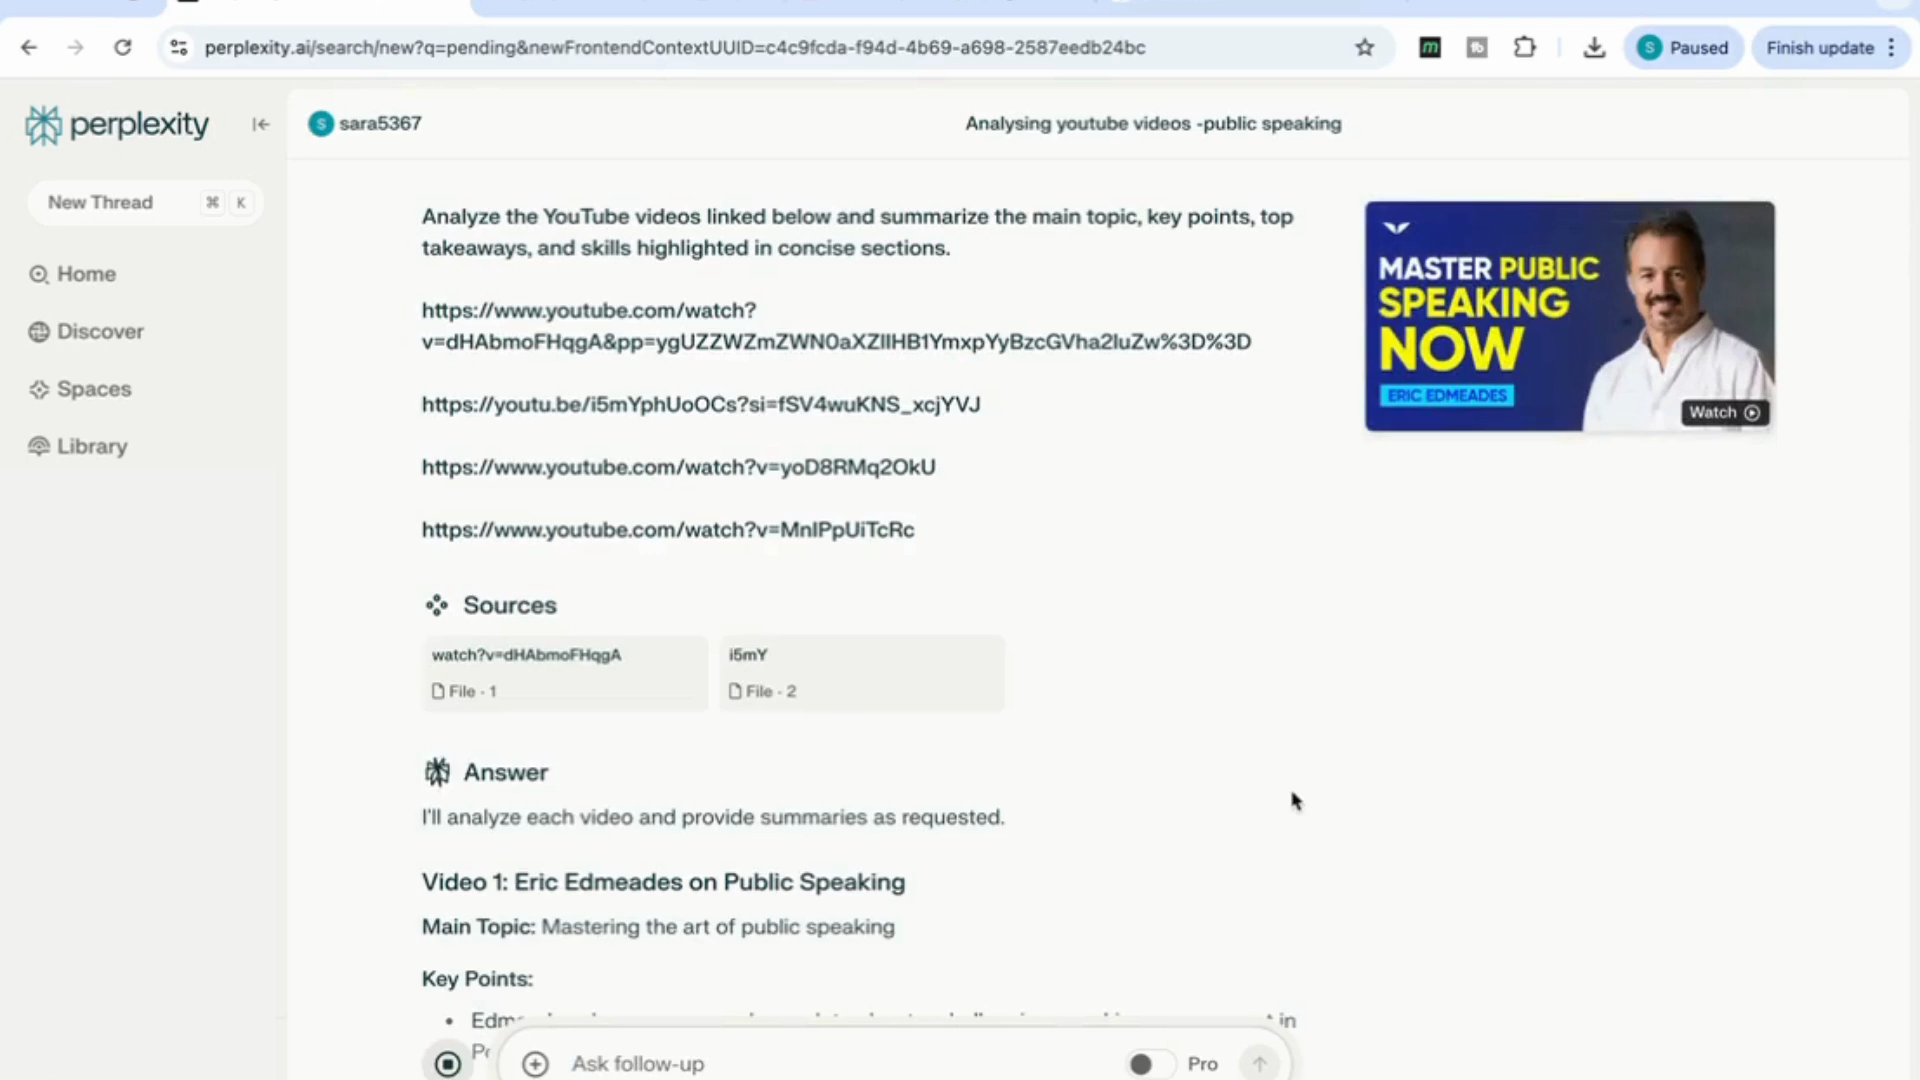 perplexity.ai/search/new?q=pending&newFrontendContextUUID=c4c9fcda-f94d-4b69-a698-2587eedb24bc
S Paused
Finish update
perplexity
S sara5367
Analysing youtube videos -public speaking
New Thread ⌘ K
Home
Discover
Spaces
Library
Analyze the YouTube videos linked below and summarize the main topic, key points, top
takeaways, and skills highlighted in concise sections.
https://www.youtube.com/watch?
v=dHAbmoFHqgA&pp=ygUZZWZmZWN0aXZlIHB1YmxpYyBzcGVha2luZw%3D%3D
https://youtu.be/i5mYphUoOCs?si=fSV4wuKNS_xcjYVJ
https://www.youtube.com/watch?v=yoD8RMq2OkU
https://www.youtube.com/watch?v=MnIPpUiTcRc
MASTER PUBLIC
SPEAKING
NOW
ERIC EDMEADES
Watch
Sources
watch?v=dHAbmoFHqgA
File · 1
i5mY
File · 2
Answer
I'll analyze each video and provide summaries as requested.
Video 1: Eric Edmeades on Public Speaking
Main Topic: Mastering the art of public speaking
Key Points:
in
Ask follow-up
Pro